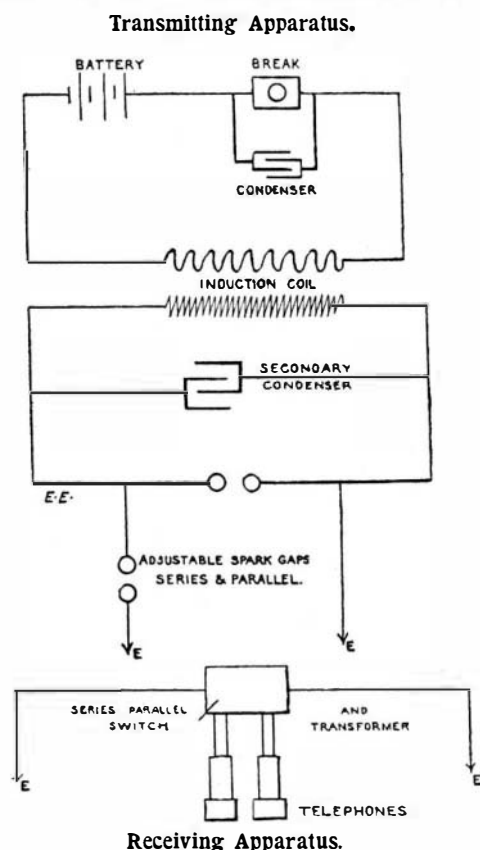 Transmitting Apparatus.
BATTERY
BREAK
CONDENSER
INDUCTION COIL
SECONDARY
CONDENSER
E.E.
ADJUSTABLE SPARK GAPS
SERIES & PARALLEL.
E
E
SERIES PARALLEL
SWITCH
AND
TRANSFORMER
E
E
TELEPHONES
Receiving Apparatus.